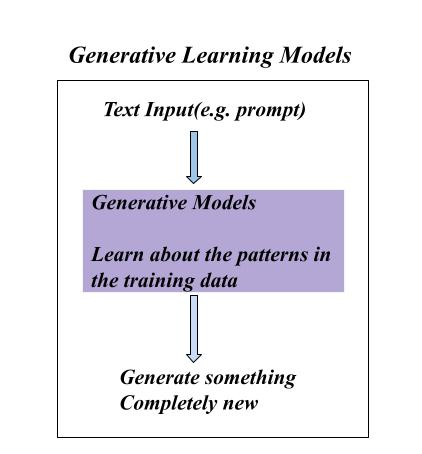 Generative Learning Models
Text Input(e.g. prompt)
Generative Models
Learn about the patterns in
the training data
Generate something
Completely new